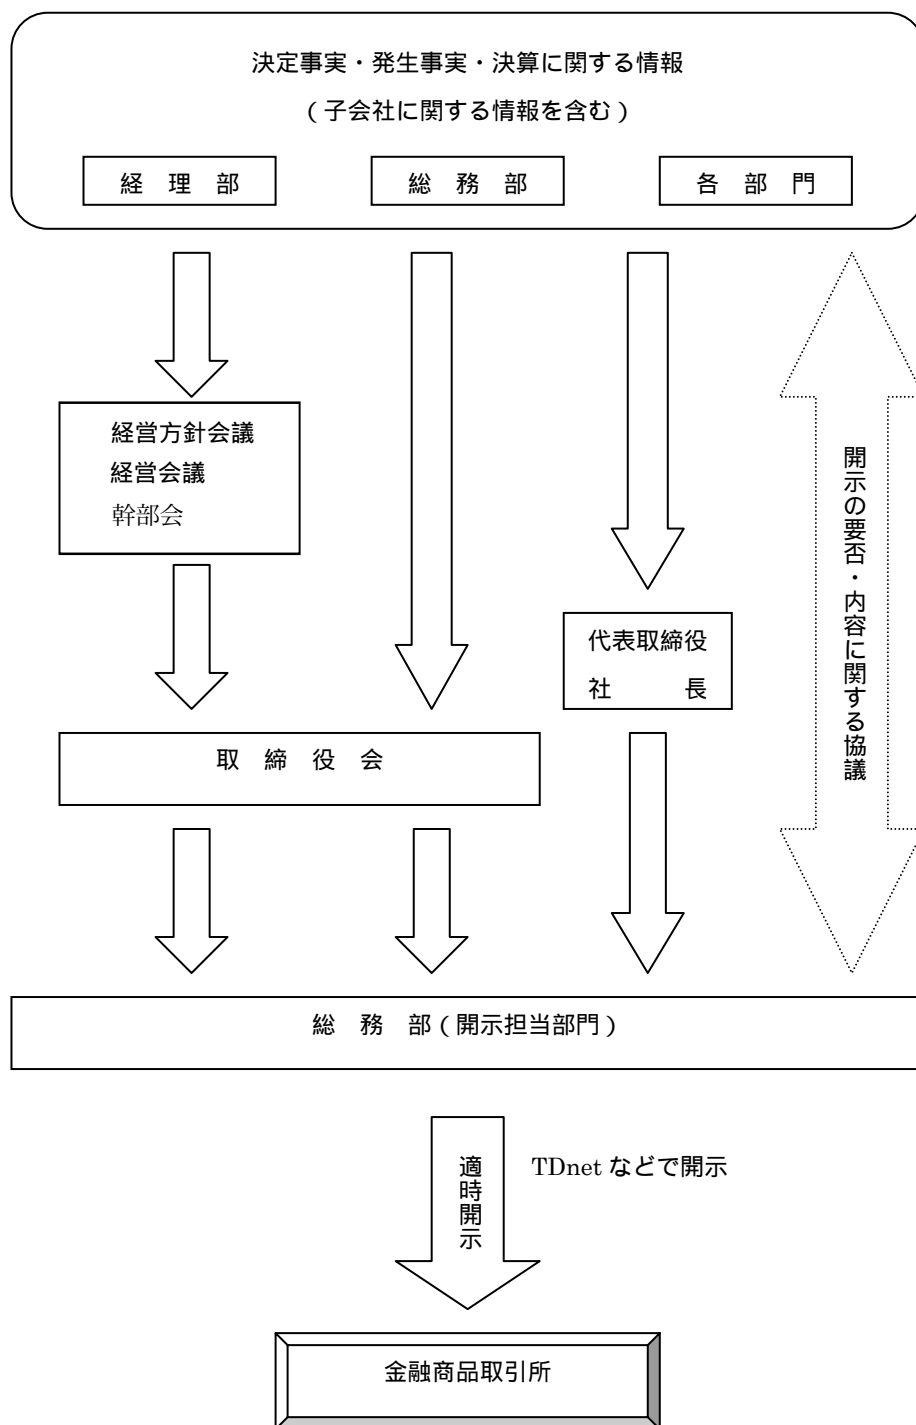 決定事実・発生事実・決算に関する情報
（子会社に関する情報を含む）
経　理　部
総　務　部
各　部　門
経営方針会議
経営会議
幹部会
開示の要否・内容に関する協議
代表取締役
社　　　長
取　締　役　会
総　務　部（開示担当部門）
適時開示
TDnet などで開示
金融商品取引所